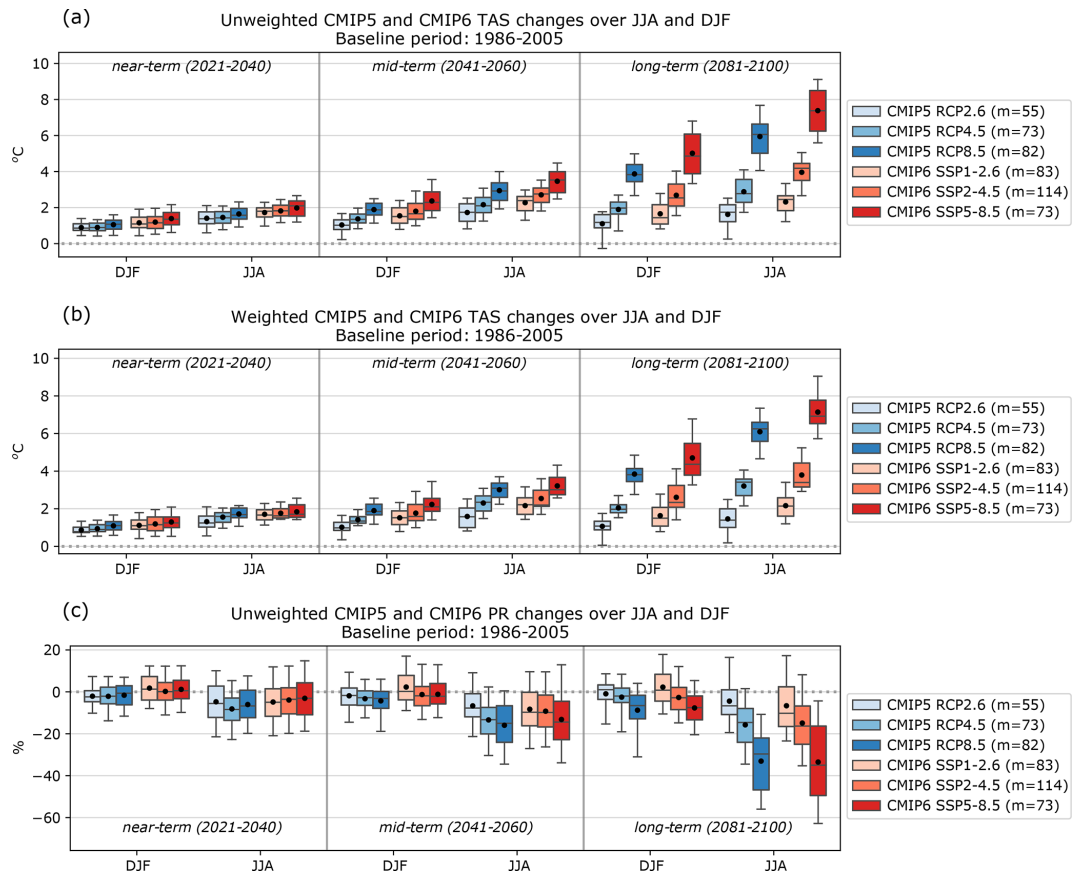 (a)
Unweighted CMIP5 and CMIP6 TAS changes over JJA and DJF
Baseline period: 1986-2005
near-term (2021-2040) mid-term (2041-2060) long-term (2081-2100)
10
8
6
4
2
0
°C
DJF JJA DJF JJA DJF JJA
CMIP5 RCP2.6 (m=55)
CMIP5 RCP4.5 (m=73)
CMIP5 RCP8.5 (m=82)
CMIP6 SSP1-2.6 (m=83)
CMIP6 SSP2-4.5 (m=114)
CMIP6 SSP5-8.5 (m=73)
(b)
Weighted CMIP5 and CMIP6 TAS changes over JJA and DJF
Baseline period: 1986-2005
near-term (2021-2040) mid-term (2041-2060) long-term (2081-2100)
10
8
6
4
2
0
°C
DJF JJA DJF JJA DJF JJA
CMIP5 RCP2.6 (m=55)
CMIP5 RCP4.5 (m=73)
CMIP5 RCP8.5 (m=82)
CMIP6 SSP1-2.6 (m=83)
CMIP6 SSP2-4.5 (m=114)
CMIP6 SSP5-8.5 (m=73)
(c)
Unweighted CMIP5 and CMIP6 PR changes over JJA and DJF
Baseline period: 1986-2005
20
0
−20
−40
−60
%
near-term (2021-2040) mid-term (2041-2060) long-term (2081-2100)
DJF JJA DJF JJA DJF JJA
CMIP5 RCP2.6 (m=55)
CMIP5 RCP4.5 (m=73)
CMIP5 RCP8.5 (m=82)
CMIP6 SSP1-2.6 (m=83)
CMIP6 SSP2-4.5 (m=114)
CMIP6 SSP5-8.5 (m=73)